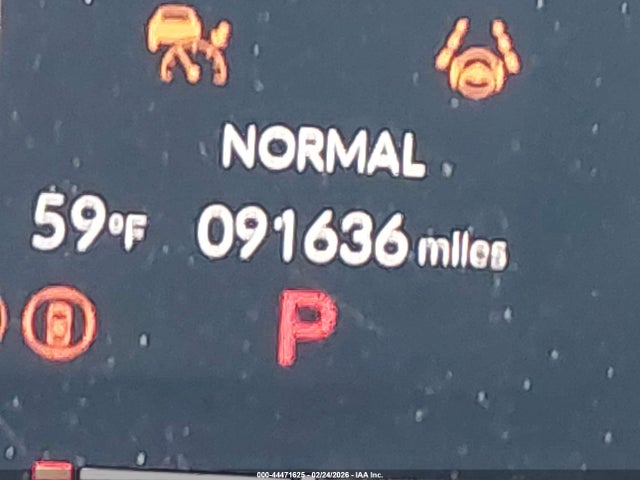 NORMAL
59°F 091636 miles
P
000-44471625 - 02/24/2026 - IAA Inc.